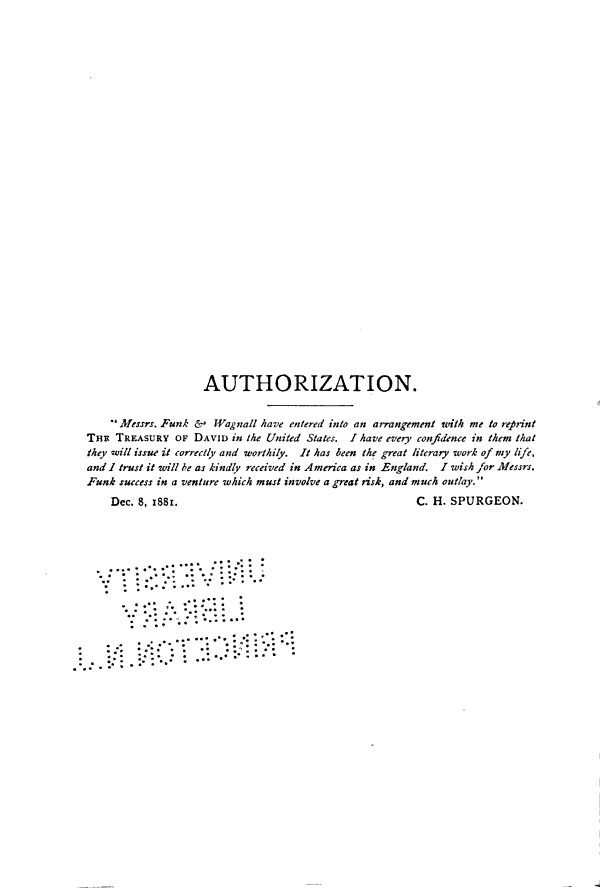 AUTHORIZATION.
"Messrs. Funk & Wagnall have entered into an arrangement with me to reprint
THE TREASURY OF DAVID in the United States. I have every confidence in them that
they will issue it correctly and worthily. It has been the great literary work of my life,
and I trust it will be as kindly received in America as in England. I wish for Messrs.
Funk success in a venture which must involve a great risk, and much outlay."
Dec. 8, 1881. C. H. SPURGEON.
UNIVERSITY
LIBRARY
PRINCETON, N.J.